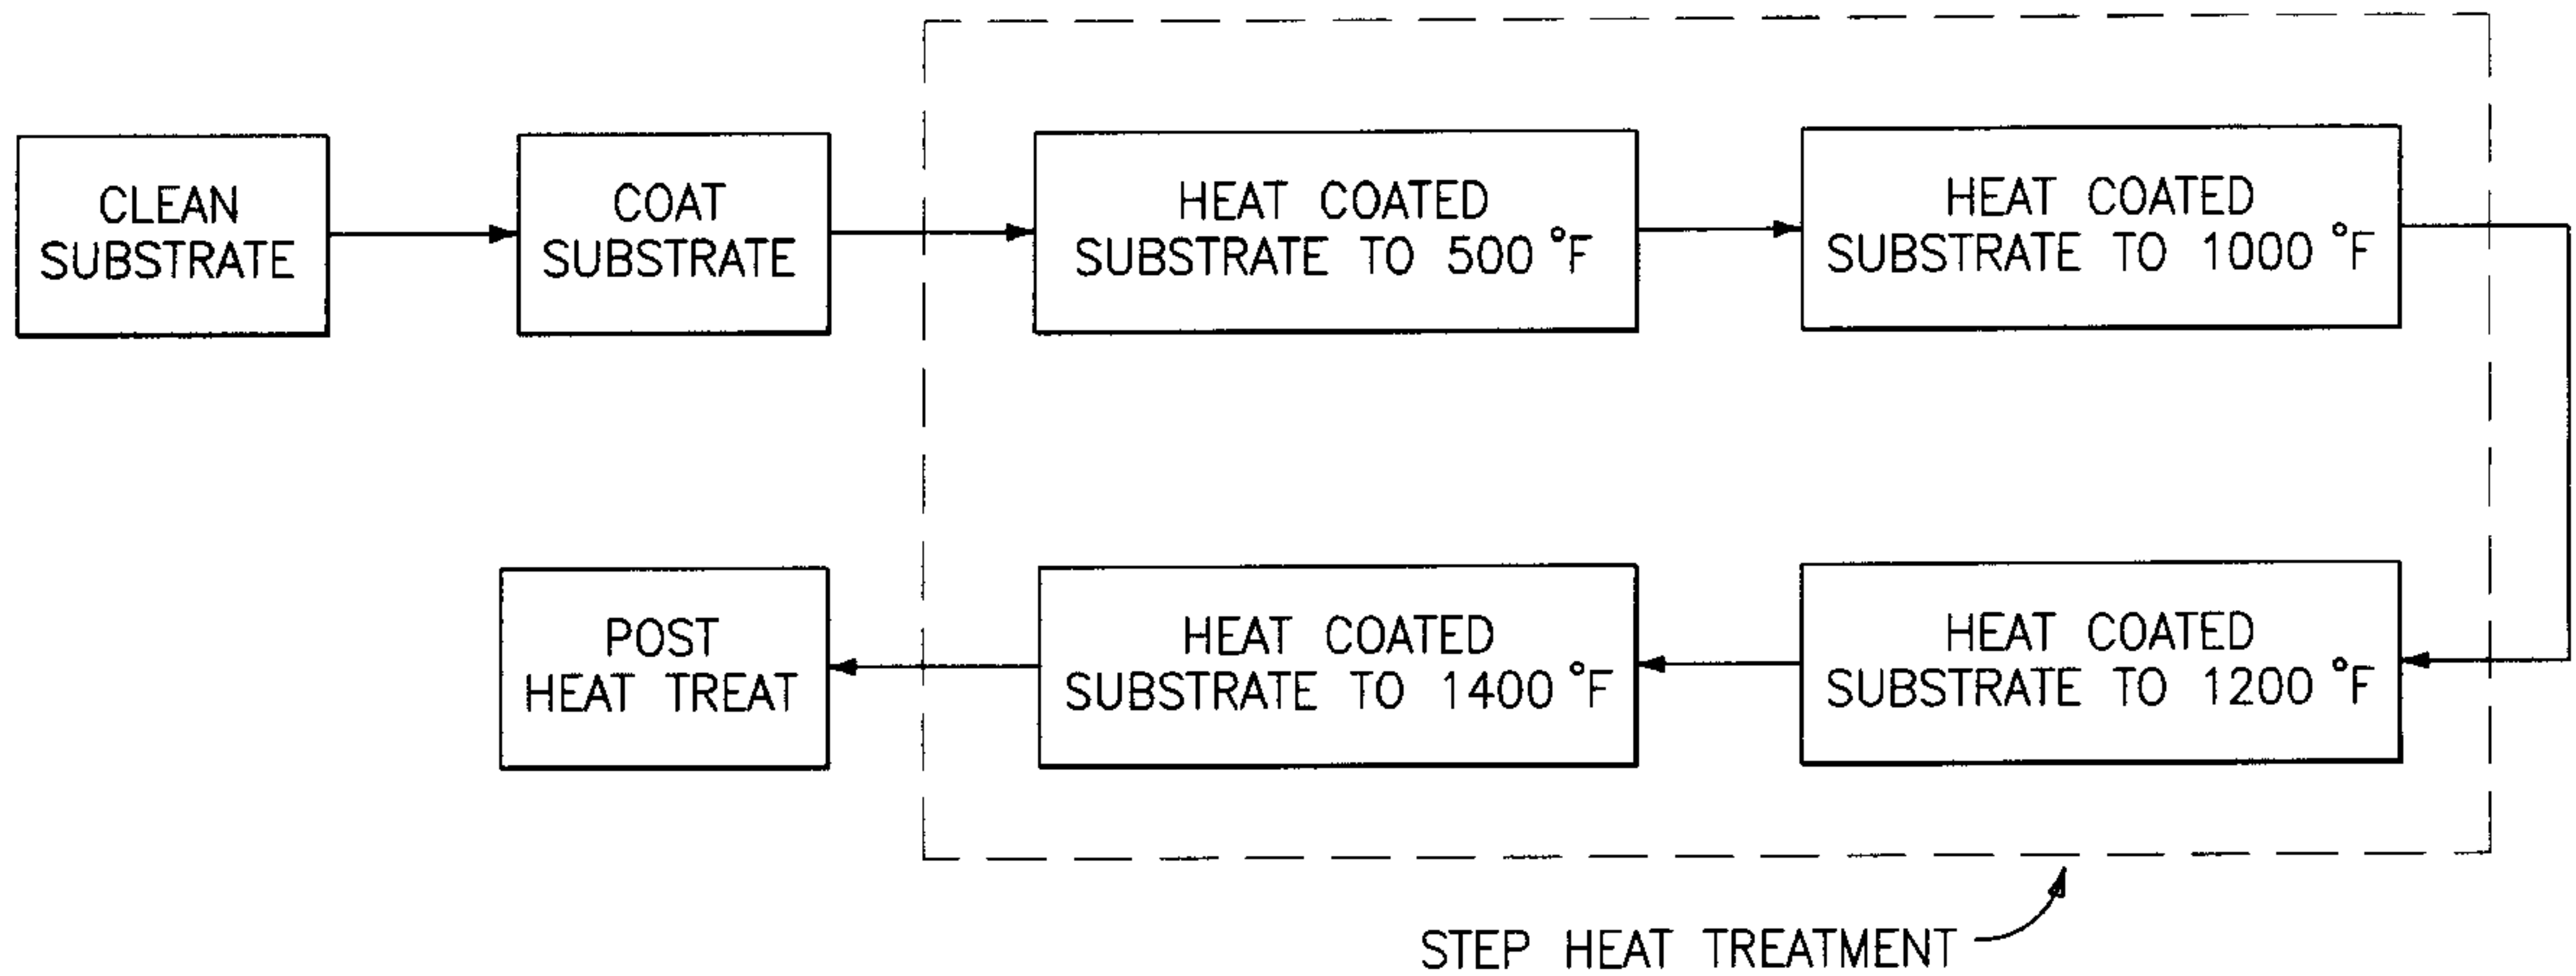 CLEAN
SUBSTRATE
COAT
SUBSTRATE
HEAT COATED
SUBSTRATE TO 500 °F
HEAT COATED
SUBSTRATE TO 1000 °F
HEAT COATED
SUBSTRATE TO 1200 °F
HEAT COATED
SUBSTRATE TO 1400 °F
POST
HEAT TREAT
STEP HEAT TREATMENT